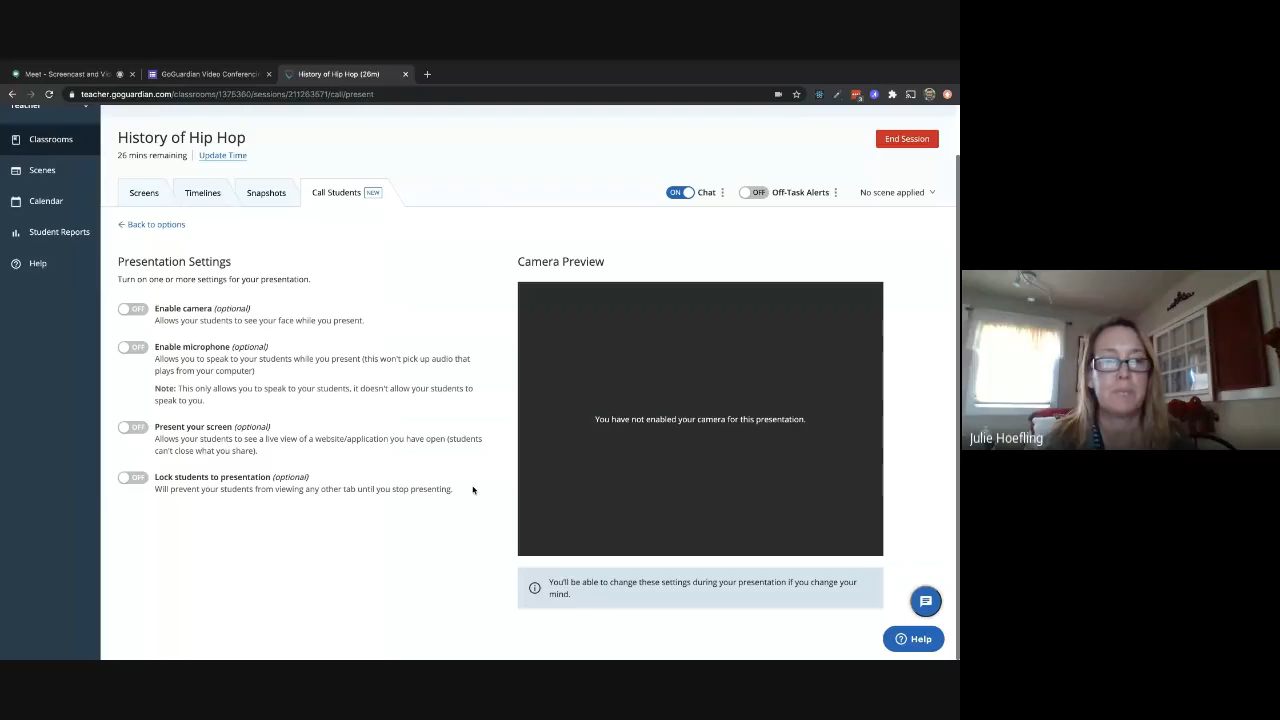 Meet - Screencast and Vi
GoGuardian Video Conferenci
History of Hip Hop (26m)
teacher.goguardian.com/classrooms/1375360/sessions/211263571/call/present
Teacher
Classrooms
Scenes
Calendar
Student Reports
Help
History of Hip Hop
26 mins remaining | Update Time
End Session
Screens
Timelines
Snapshots
Call Students NEW
ON Chat
OFF Off-Task Alerts
No scene applied
← Back to options
Presentation Settings
Turn on one or more settings for your presentation.
OFF Enable camera (optional)
Allows your students to see your face while you present.
OFF Enable microphone (optional)
Allows you to speak to your students while you present (this won't pick up audio that
plays from your computer)
Note: This only allows you to speak to your students, it doesn't allow your students to
speak to you.
OFF Present your screen (optional)
Allows your students to see a live view of a website/application you have open (students
can't close what you share).
OFF Lock students to presentation (optional)
Will prevent your students from viewing any other tab until you stop presenting.
Camera Preview
You have not enabled your camera for this presentation.
You'll be able to change these settings during your presentation if you change your
mind.
Help
Julie Hoefling